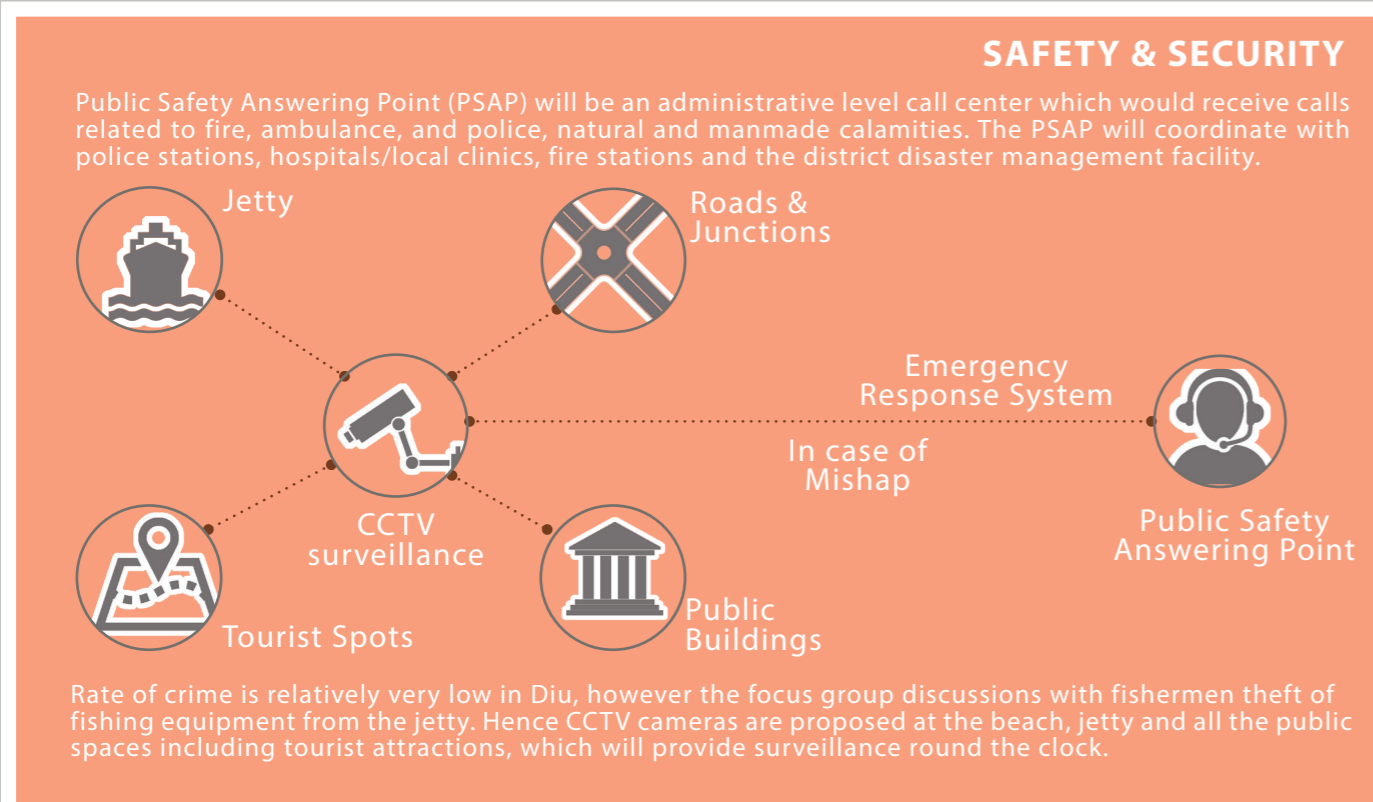 SAFETY & SECURITY
Public Safety Answering Point (PSAP) will be an administrative level call center which would receive calls
related to fire, ambulance, and police, natural and manmade calamities. The PSAP will coordinate with
police stations, hospitals/local clinics, fire stations and the district disaster management facility.
Jetty
Roads &
Junctions
Emergency
Response System
In case of
Mishap
CCTV
surveillance
Public Safety
Answering Point
Tourist Spots
Public
Buildings
Rate of crime is relatively very low in Diu, however the focus group discussions with fishermen theft of
fishing equipment from the jetty. Hence CCTV cameras are proposed at the beach, jetty and all the public
spaces including tourist attractions, which will provide surveillance round the clock.